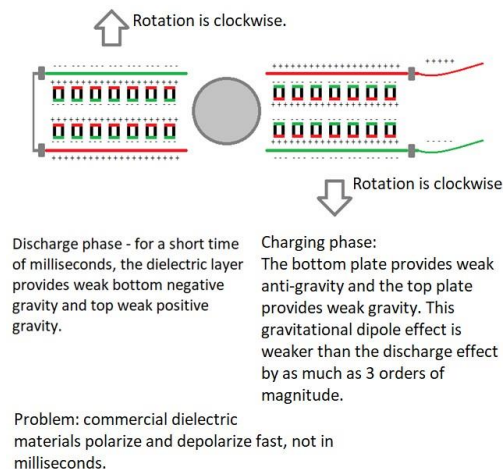 Rotation is clockwise.
Rotation is clockwise
Discharge phase - for a short time
of milliseconds, the dielectric layer
provides weak bottom negative
gravity and top weak positive
gravity.
Charging phase:
The bottom plate provides weak
anti-gravity and the top plate
provides weak gravity. This
gravitational dipole effect is
weaker than the discharge effect
by as much as 3 orders of
magnitude.
Problem: commercial dielectric
materials polarize and depolarize fast, not in
milliseconds.